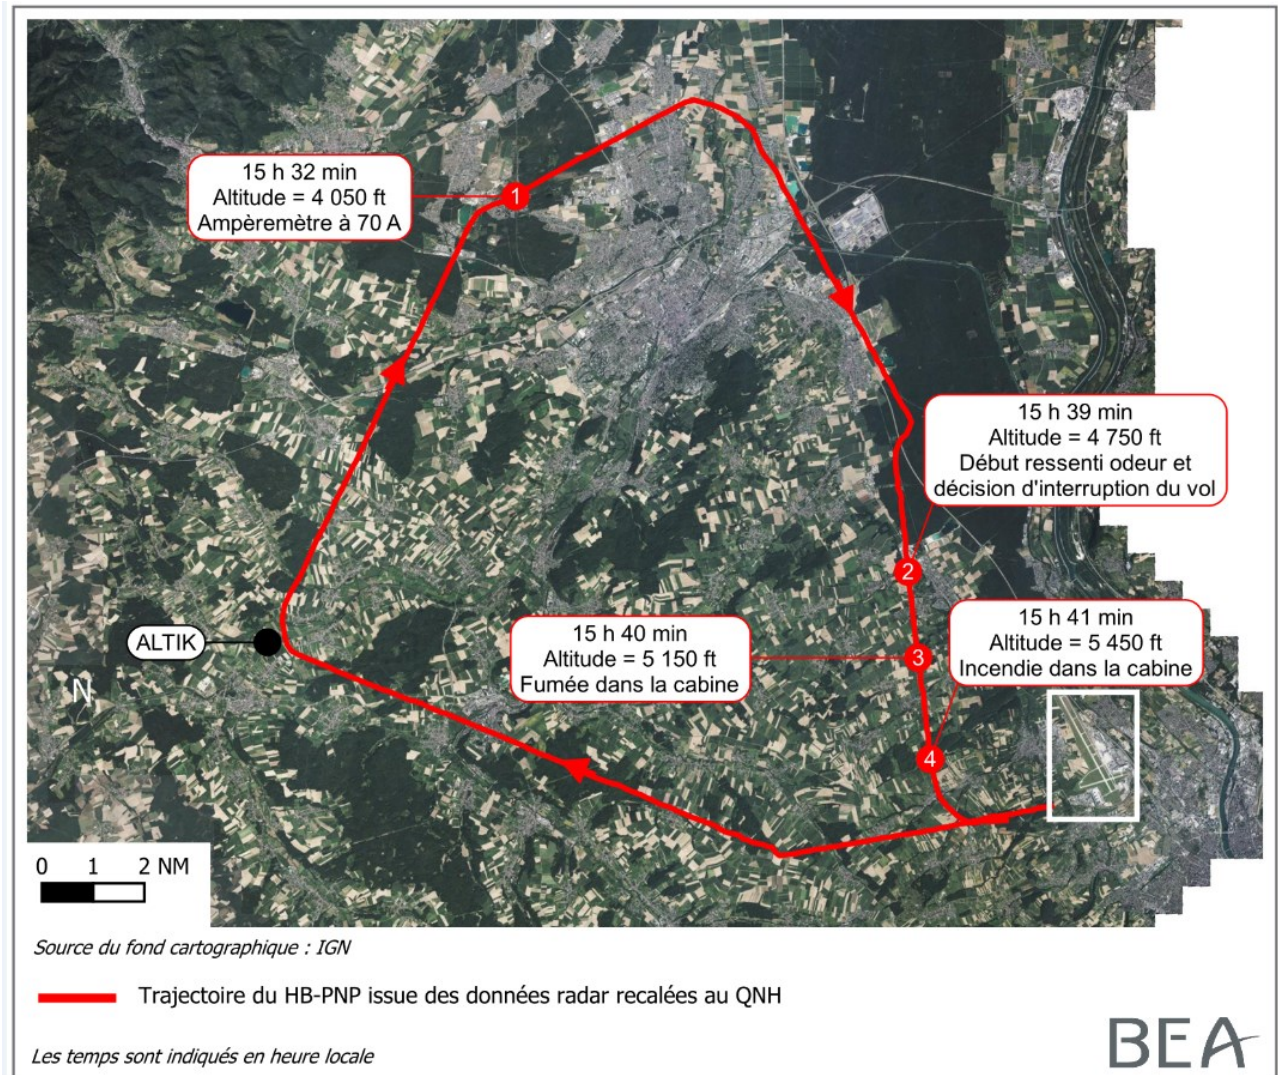 15 h 32 min
Altitude = 4 050 ft
Ampèremètre à 70 A
1
15 h 39 min
Altitude = 4 750 ft
Début ressenti odeur et
décision d'interruption du vol
2
15 h 40 min
Altitude = 5 150 ft
Fumée dans la cabine
3
15 h 41 min
Altitude = 5 450 ft
Incendie dans la cabine
4
ALTIK
N
0 1 2 NM
Source du fond cartographique : IGN
Trajectoire du HB-PNP issue des données radar recalées au QNH
Les temps sont indiqués en heure locale
BEA